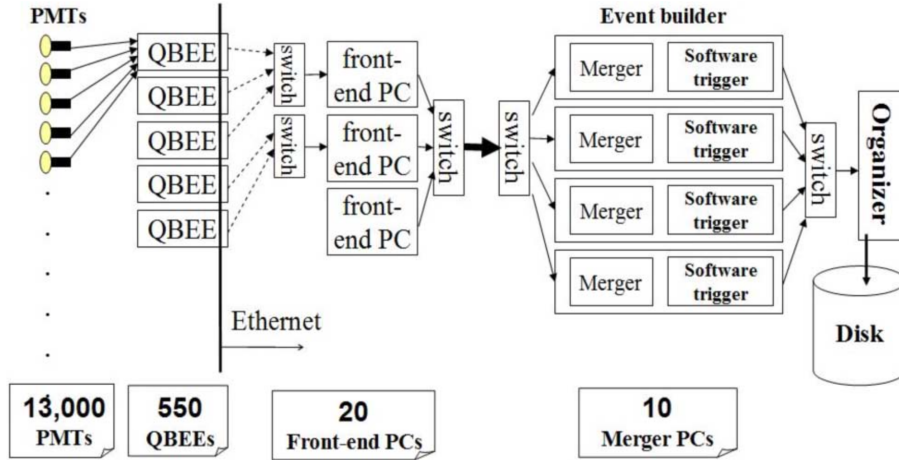 PMTs
Event builder
QBEE
QBEE
QBEE
QBEE
QBEE
switch
switch
front-
end PC
front-
end PC
front-
end PC
switch
switch
Merger
Software
trigger
Merger
Software
trigger
Merger
Software
trigger
Merger
Software
trigger
switch
Organizer
Disk
Ethernet
13,000
PMTs
550
QBEEs
20
Front-end PCs
10
Merger PCs